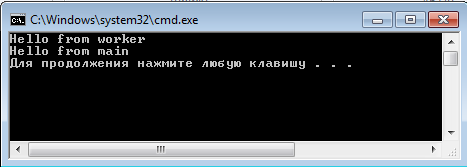 C:\Windows\system32\cmd.exe
Hello from worker
Hello from main
Для продолжения нажмите любую клавишу . . .